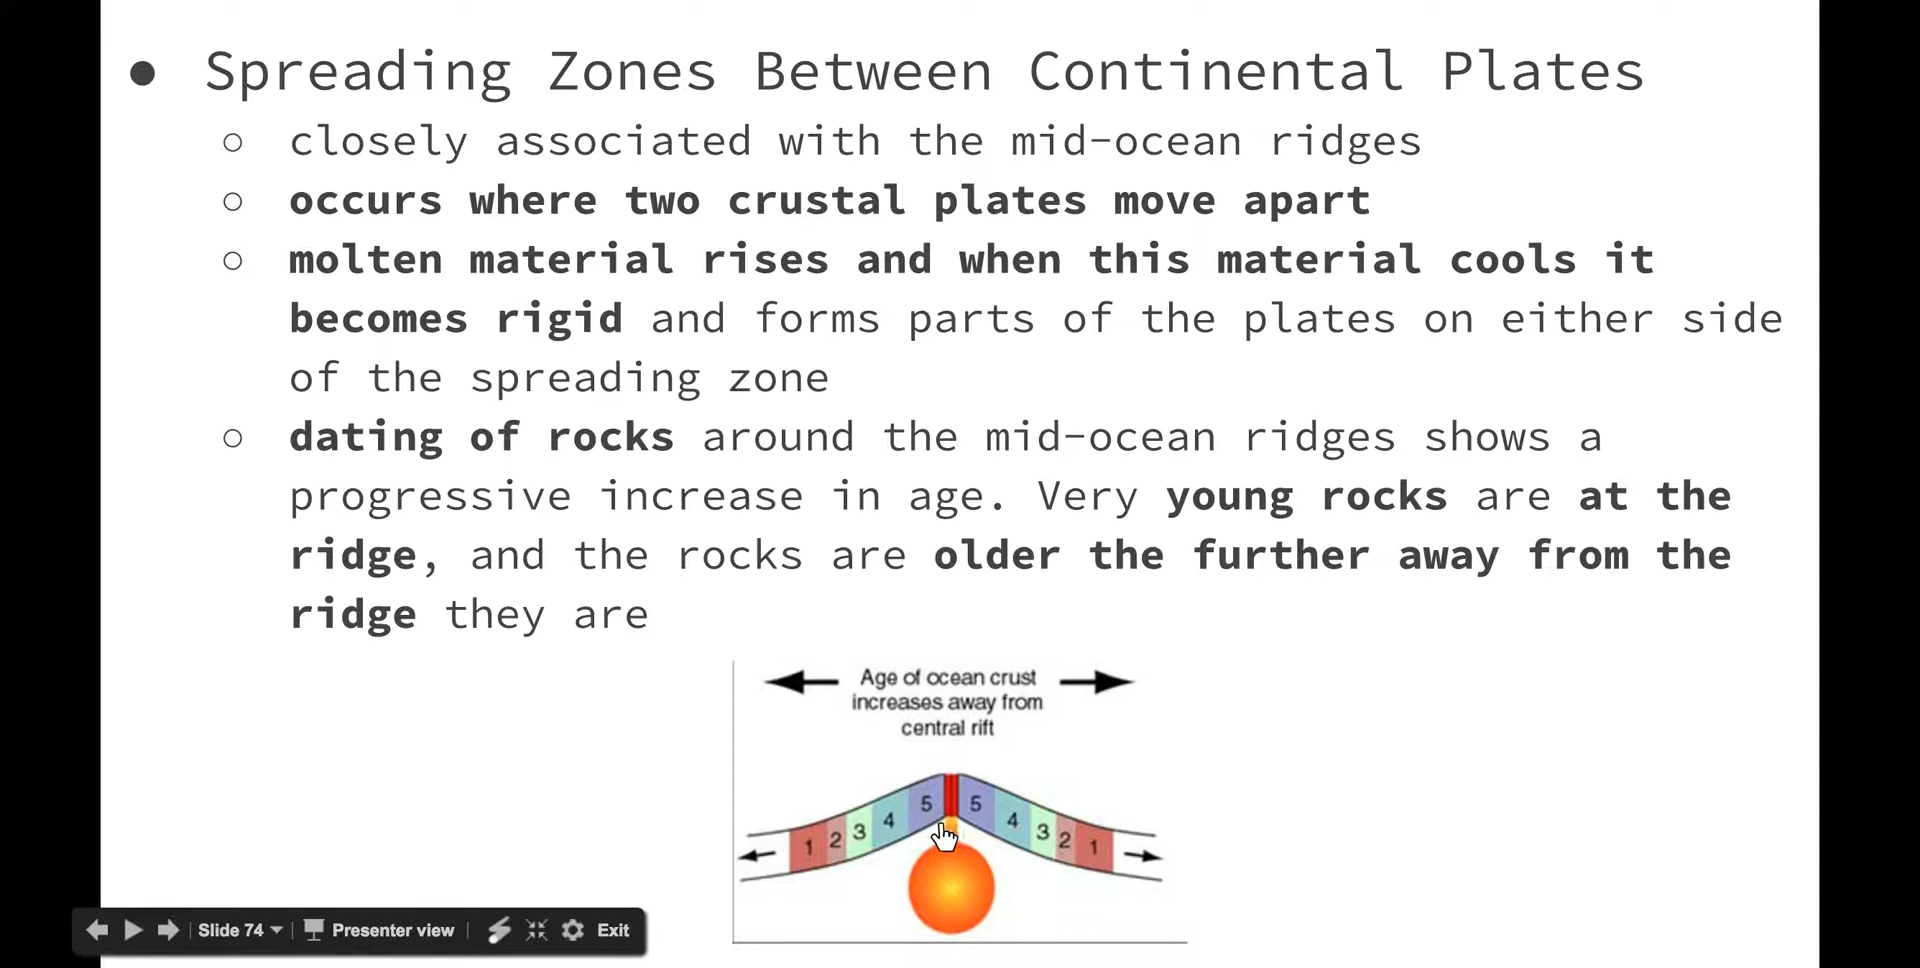 ● Spreading Zones Between Continental Plates
○ closely associated with the mid-ocean ridges
○ occurs where two crustal plates move apart
○ molten material rises and when this material cools it
becomes rigid and forms parts of the plates on either side
of the spreading zone
○ dating of rocks around the mid-ocean ridges shows a
progressive increase in age. Very young rocks are at the
ridge, and the rocks are older the further away from the
ridge they are
Age of ocean crust
increases away from
central rift
1 2 3 4 5 5 4 3 2 1
Slide 74 Presenter view Exit